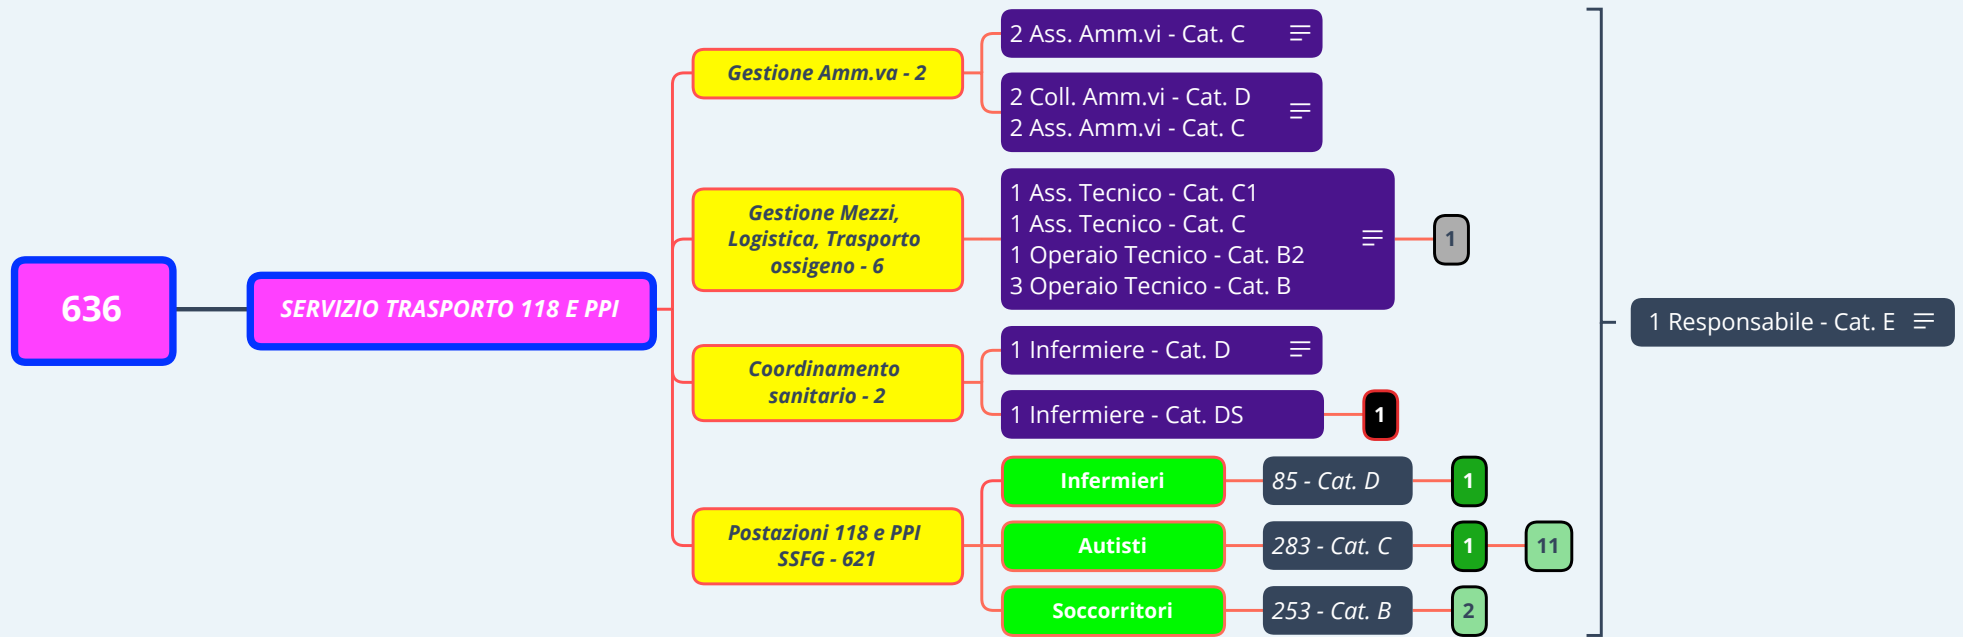 636
SERVIZIO TRASPORTO 118 E PPI
Gestione Amm.va - 2
2 Ass. Amm.vi - Cat. C
2 Coll. Amm.vi - Cat. D
2 Ass. Amm.vi - Cat. C
Gestione Mezzi,
Logistica, Trasporto
ossigeno - 6
1 Ass. Tecnico - Cat. C1
1 Ass. Tecnico - Cat. C
1 Operaio Tecnico - Cat. B2
3 Operaio Tecnico - Cat. B
1
Coordinamento
sanitario - 2
1 Infermiere - Cat. D
1 Infermiere - Cat. DS
1
Postazioni 118 e PPI
SSFG - 621
Infermieri
85 - Cat. D
1
Autisti
283 - Cat. C
1
11
Soccorritori
253 - Cat. B
2
1 Responsabile - Cat. E